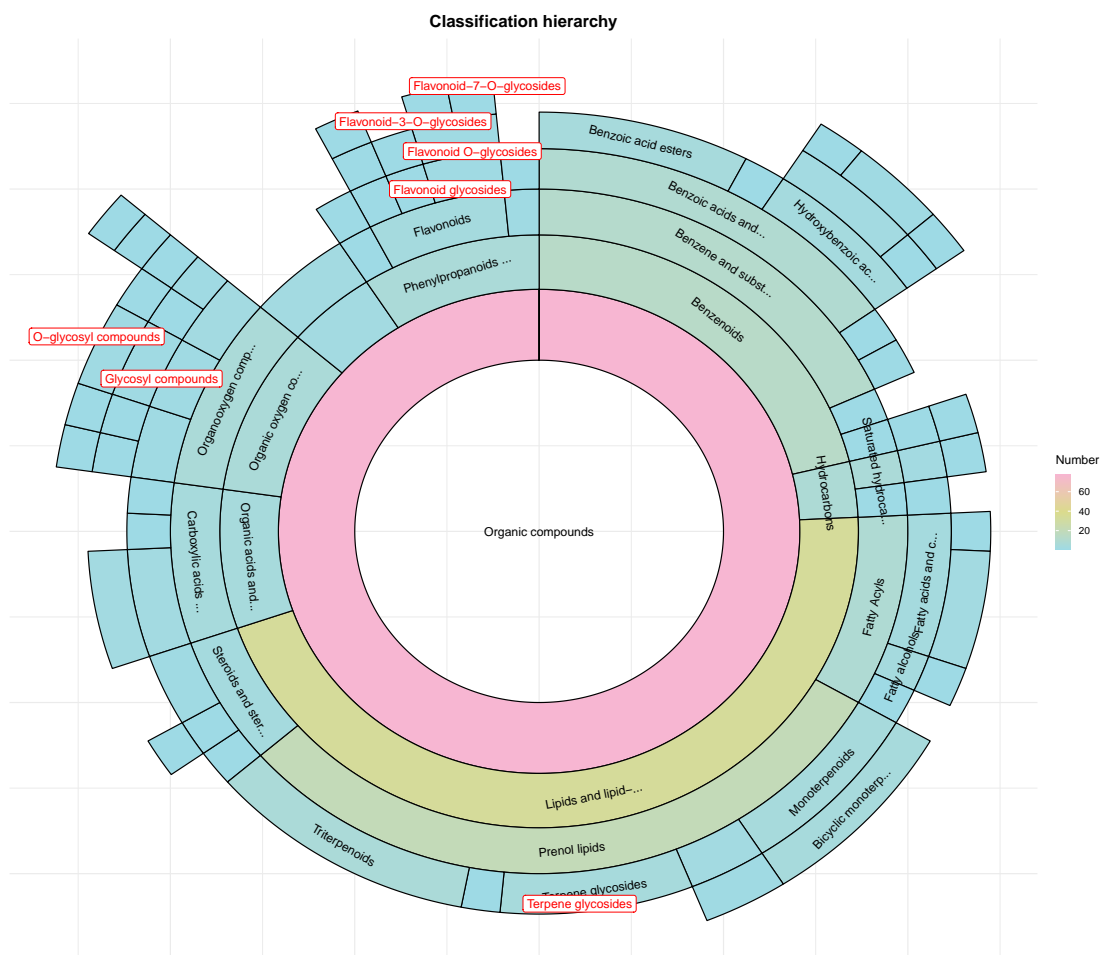 Classification hierarchy
Flavonoid−7−O−glycosides
Flavonoid−3−O−glycosides
Flavonoid O−glycosides
Flavonoid glycosides
Flavonoids
Phenylpropanoids ...
Benzoic acid esters
Benzoic acids and...
Benzene and subst...
Benzenoids
Hydroxybenzoic ac...
O−glycosyl compounds
Glycosyl compounds
Organooxygen comp...
Organic oxygen co...
Saturated hydroca...
Hydrocarbons
Organic compounds
Number
60
40
20
Carboxylic acids ...
Organic acids and...
Fatty Acyls
Fatty acids and c...
Fatty alcohols
Steroids and ster...
Lipids and lipid−...
Prenol lipids
Monoterpenoids
Bicyclic monoterp...
Triterpenoids
Terpene glycosides
Terpene glycosides